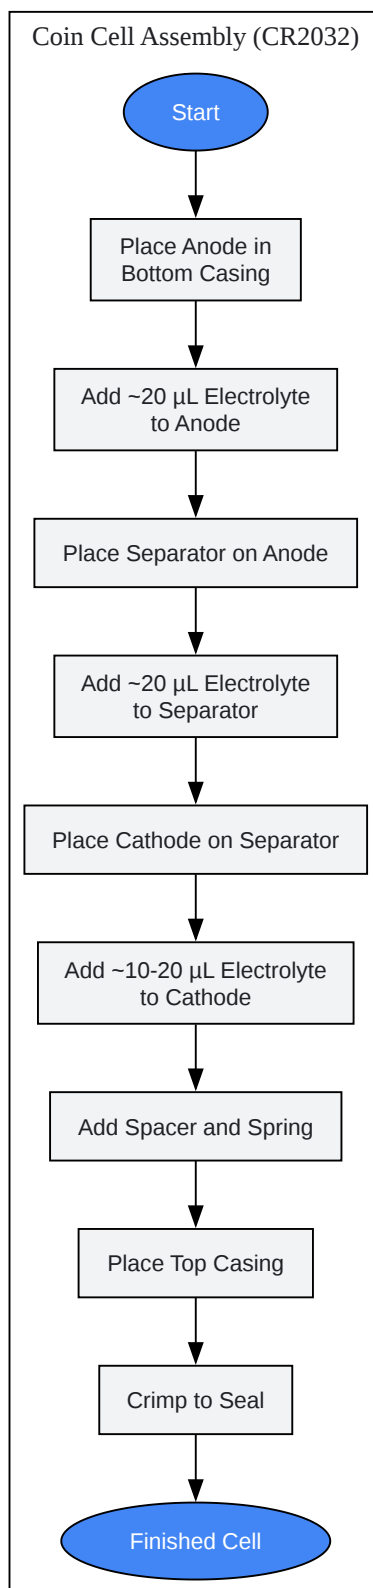 Coin Cell Assembly (CR2032)
Start
Place Anode in
Bottom Casing
Add ~20 µL Electrolyte
to Anode
Place Separator on Anode
Add ~20 µL Electrolyte
to Separator
Place Cathode on Separator
Add ~10-20 µL Electrolyte
to Cathode
Add Spacer and Spring
Place Top Casing
Crimp to Seal
Finished Cell